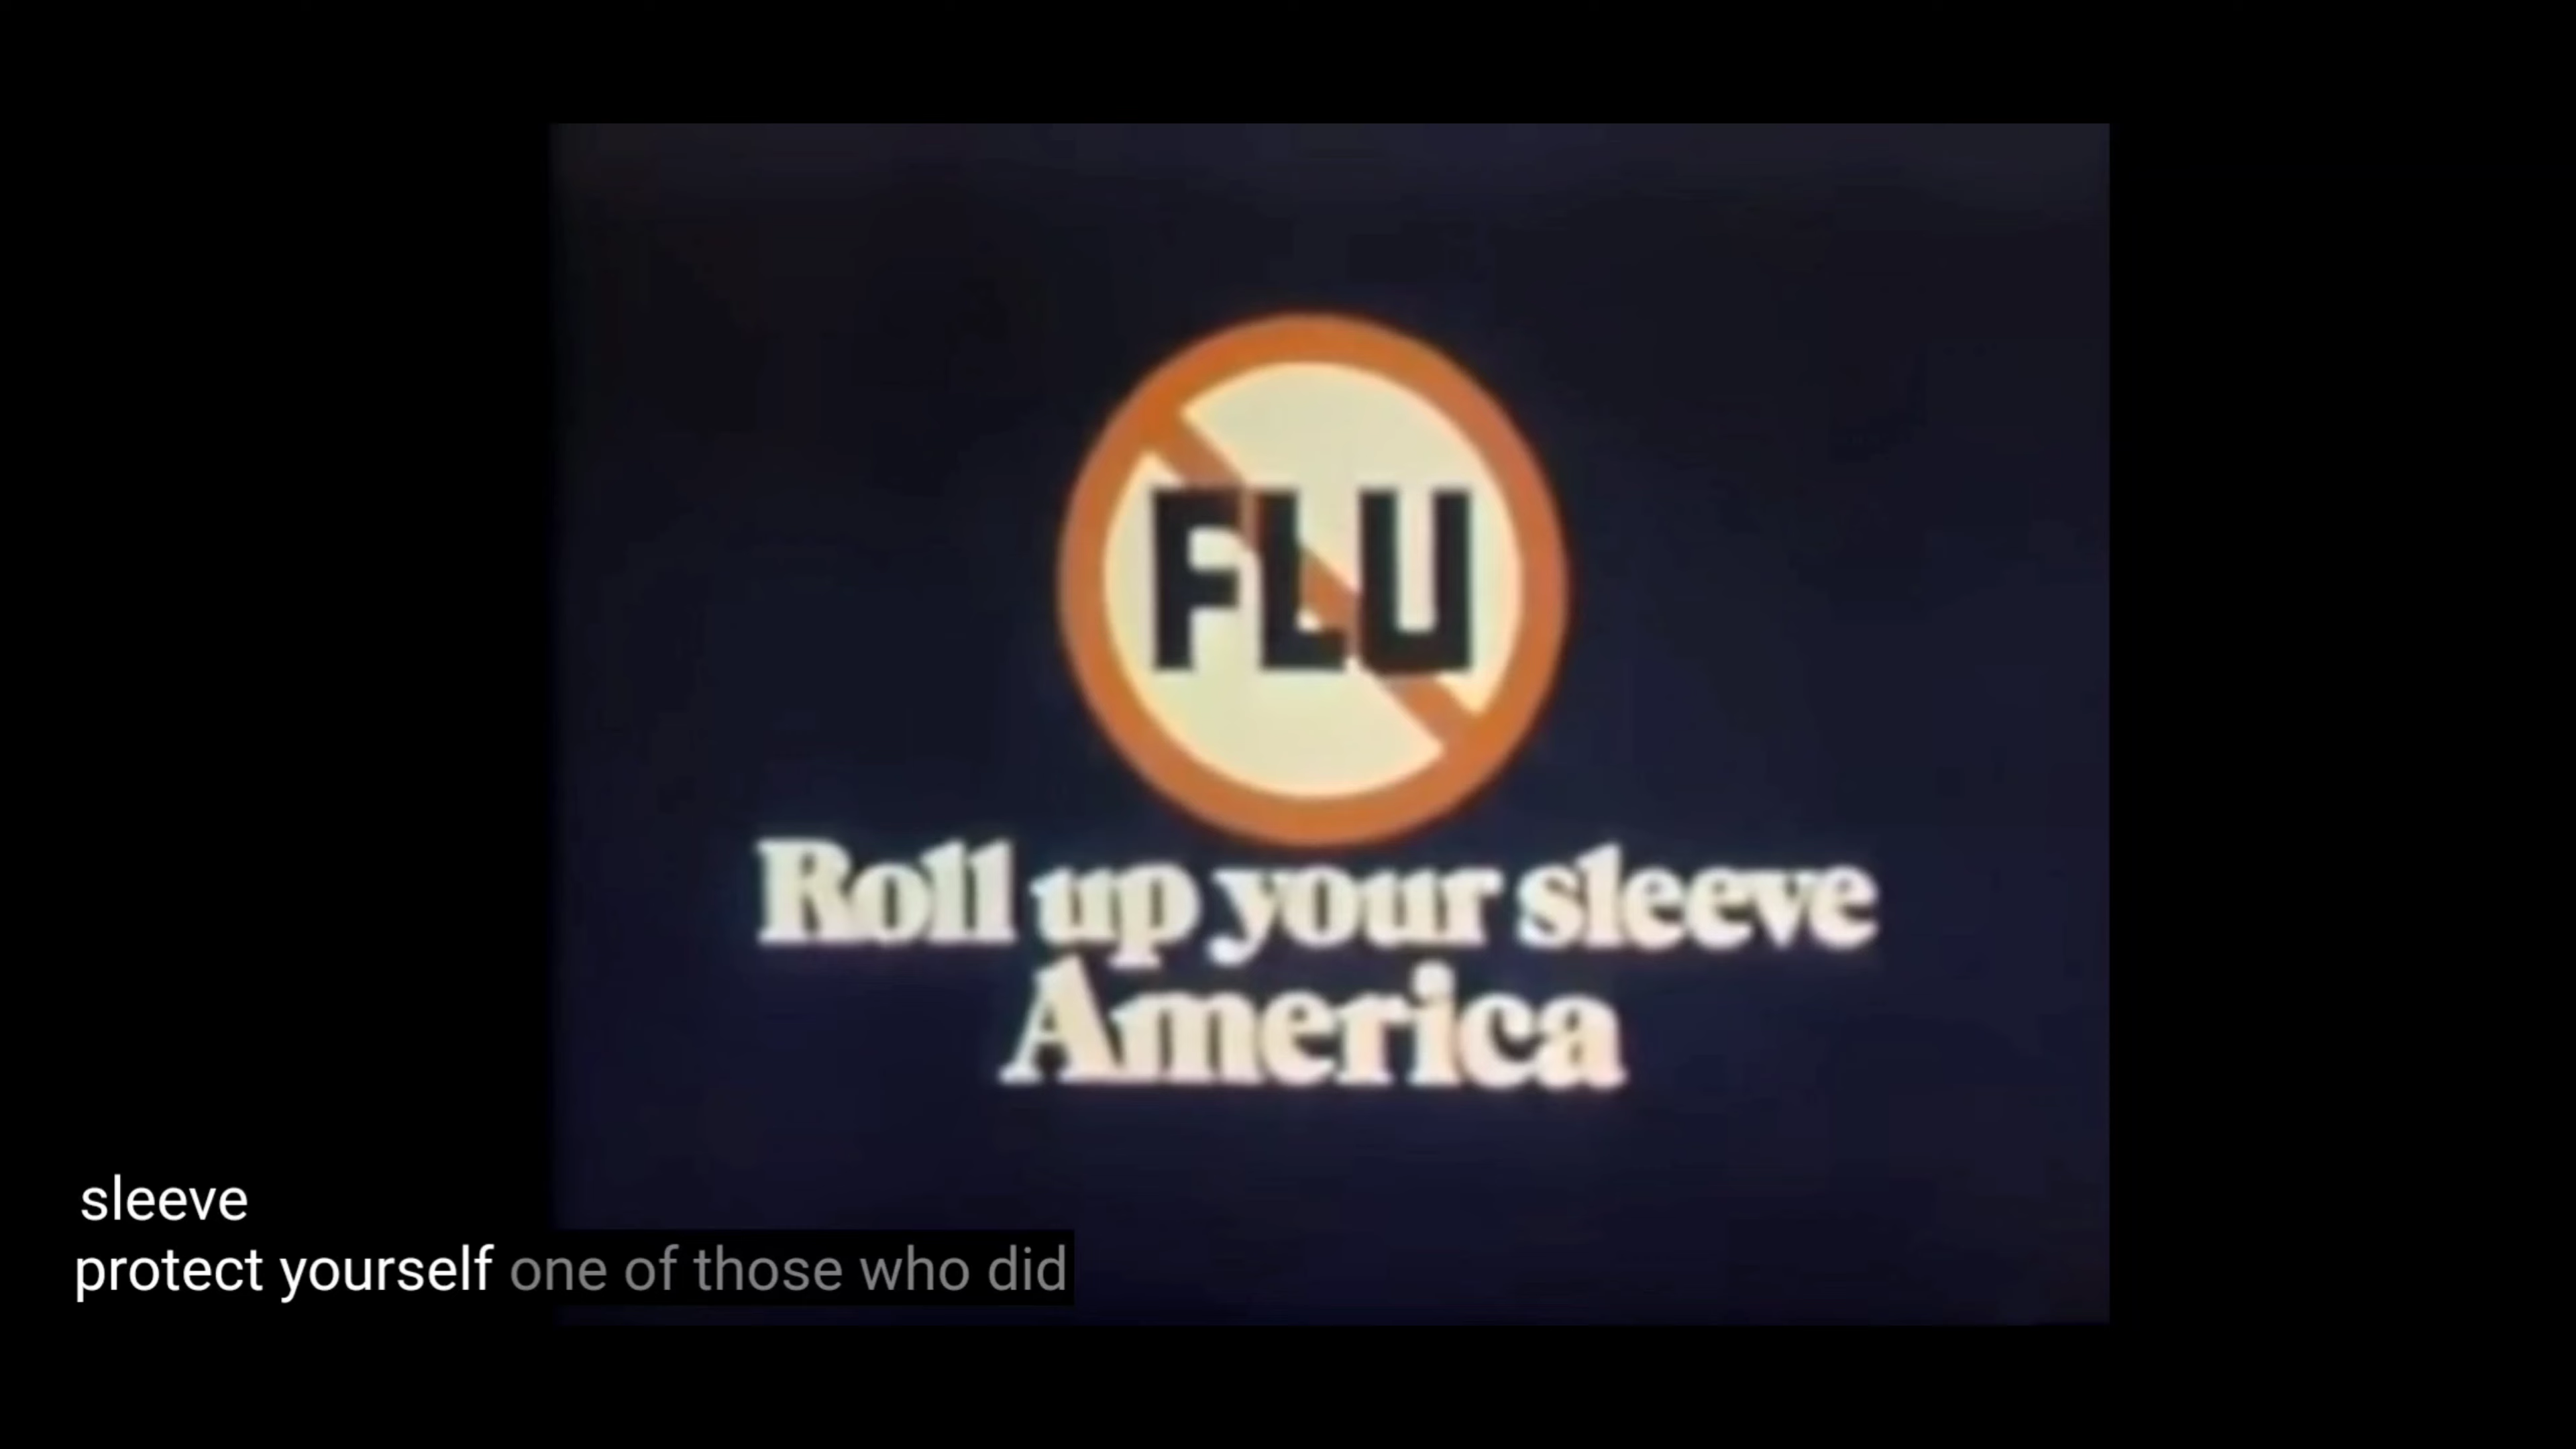 FLU
Roll up your sleeve
America
sleeve
protect yourself one of those who did